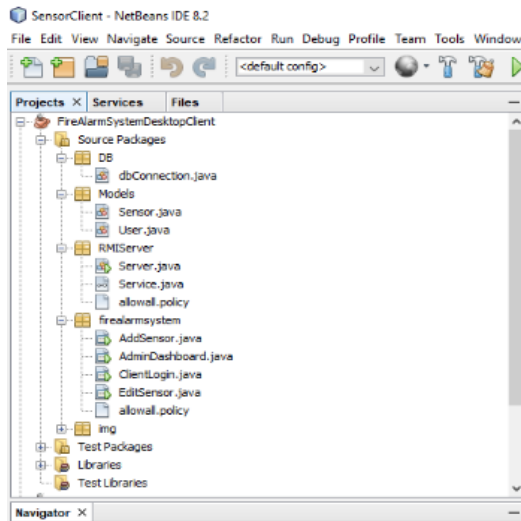 SensorClient - NetBeans IDE 8.2
File Edit View Navigate Source Refactor Run Debug Profile Team Tools Window
<default config>
Projects × Services Files
FireAlarmSystemDesktopClient
Source Packages
DB
dbConnection.java
Models
Sensor.java
User.java
RMIServer
Server.java
Service.java
allowall.policy
firealarmsystem
AddSensor.java
AdminDashboard.java
ClientLogin.java
EditSensor.java
allowall.policy
img
Test Packages
Libraries
Test Libraries
Navigator ×